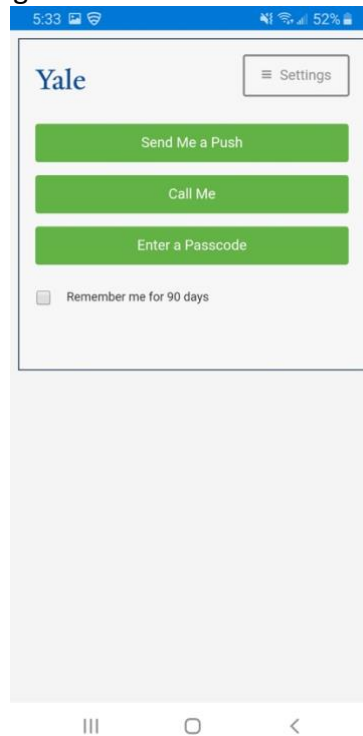 5:33 52%
Yale
≡ Settings
Send Me a Push
Call Me
Enter a Passcode
Remember me for 90 days